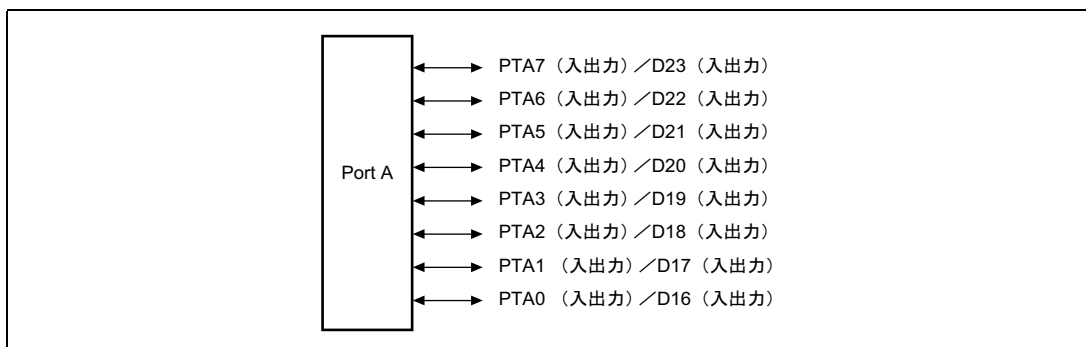 Port A
PTA7（入出力）／D23（入出力）
PTA6（入出力）／D22（入出力）
PTA5（入出力）／D21（入出力）
PTA4（入出力）／D20（入出力）
PTA3（入出力）／D19（入出力）
PTA2（入出力）／D18（入出力）
PTA1（入出力）／D17（入出力）
PTA0（入出力）／D16（入出力）